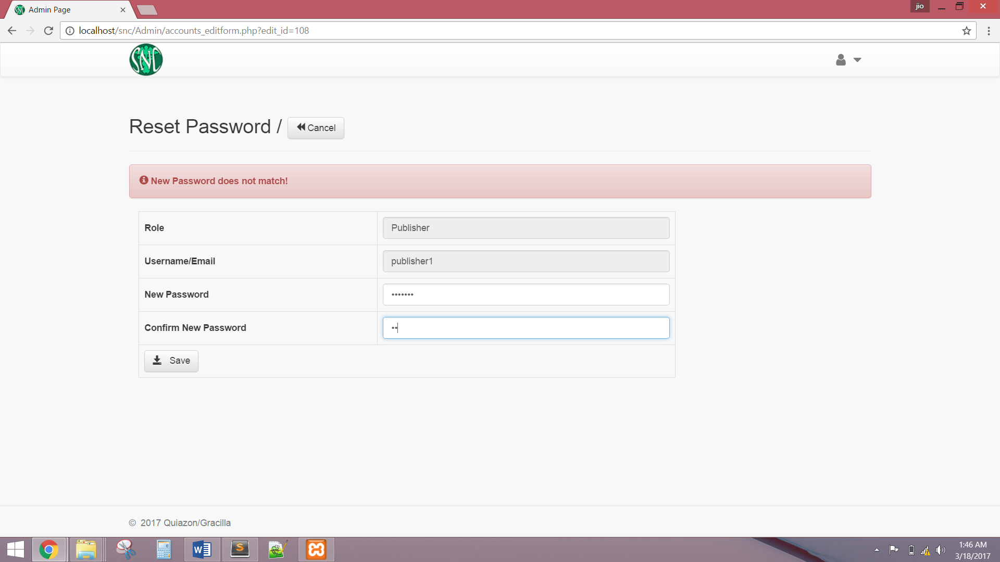 Admin Page
jio
localhost/snc/Admin/accounts_editform.php?edit_id=108
SNC
Reset Password / Cancel
New Password does not match!
Role Publisher
Username/Email publisher1
New Password •••••••
Confirm New Password ••
Save
© 2017 Quiazon/Gracilla
1:46 AM
3/18/2017